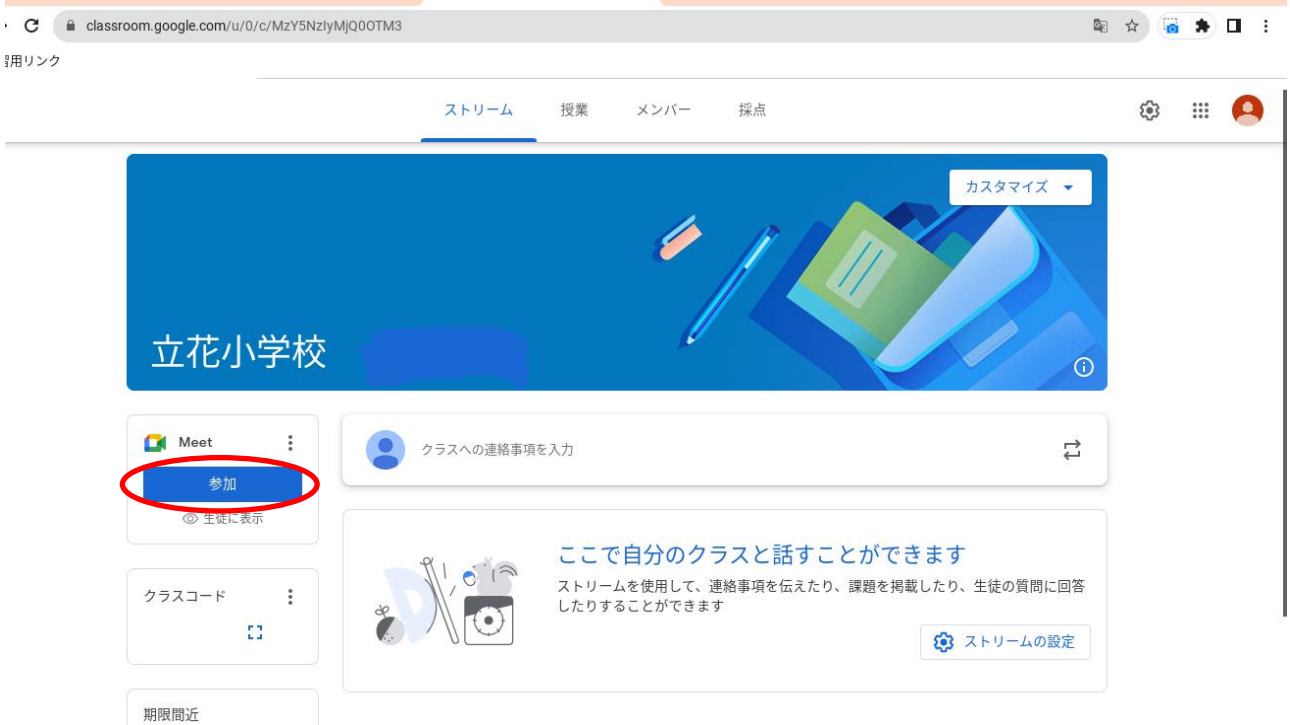 classroom.google.com/u/0/c/MzY5NzIyMjQ0OTM3
習用リンク
ストリーム 授業 メンバー 採点
カスタマイズ
立花小学校
Meet
参加
生徒に表示
クラスへの連絡事項を入力
ここで自分のクラスと話すことができます
ストリームを使用して、連絡事項を伝えたり、課題を掲載したり、生徒の質問に回答
したりすることができます
ストリームの設定
クラスコード
期限間近